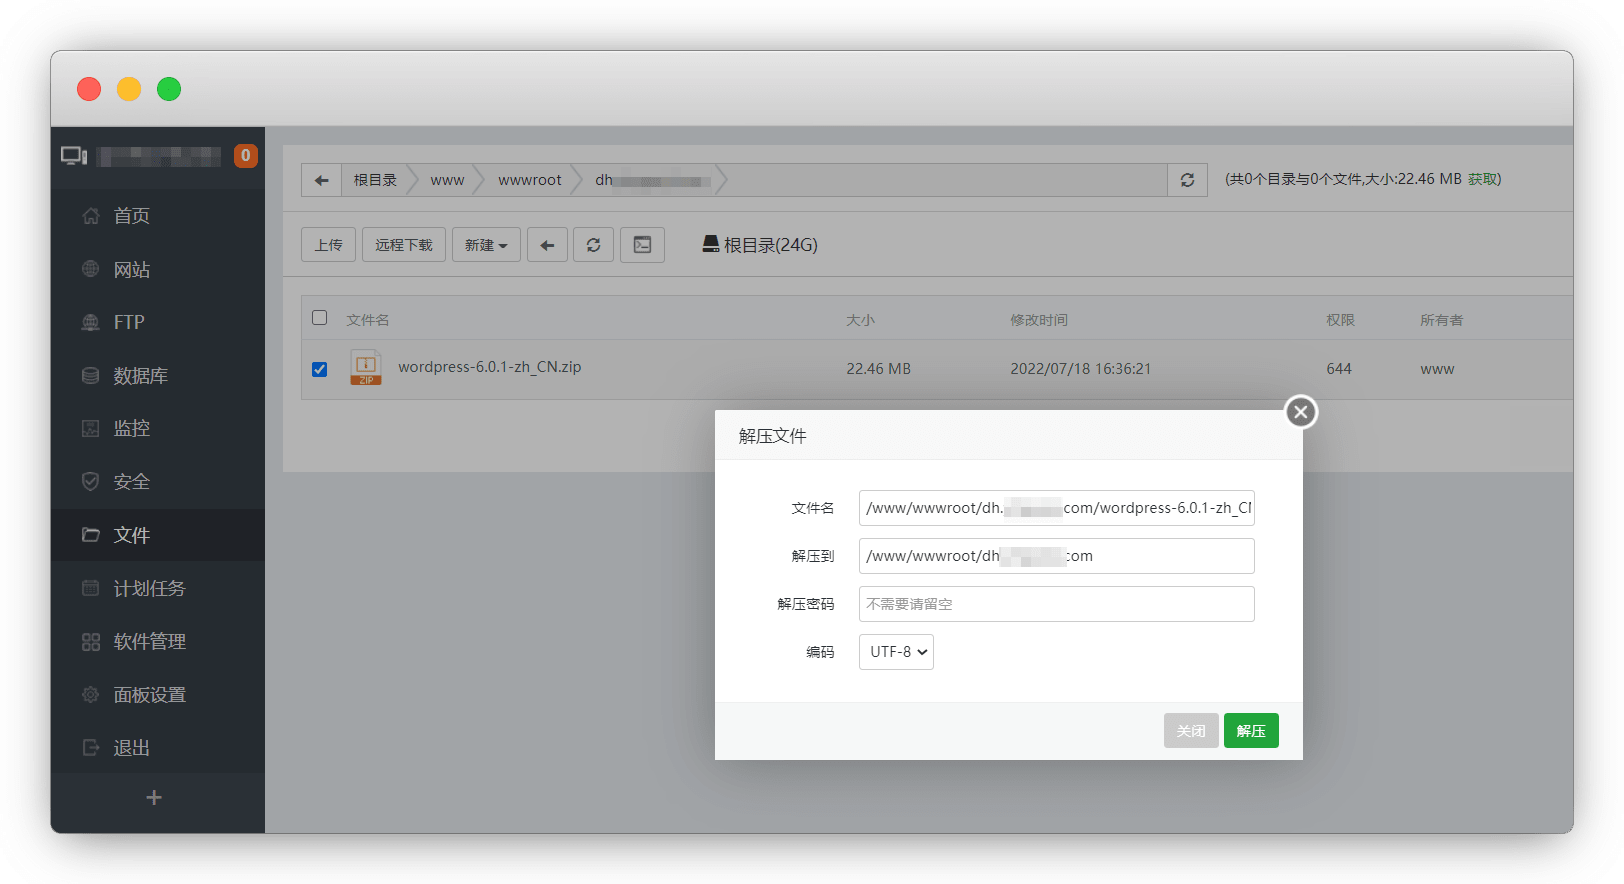 0
首页
网站
FTP
数据库
监控
安全
文件
计划任务
软件管理
面板设置
退出
根目录 www wwwroot dh
(共0个目录与0个文件,大小:22.46 MB 获取)
上传 远程下载 新建 根目录(24G)
文件名 大小 修改时间 权限 所有者
ZIP wordpress-6.0.1-zh_CN.zip 22.46 MB 2022/07/18 16:36:21 644 www
解压文件
文件名 /www/wwwroot/dh. com/wordpress-6.0.1-zh_CN
解压到 /www/wwwroot/dh com
解压密码 不需要请留空
编码 UTF-8
关闭 解压